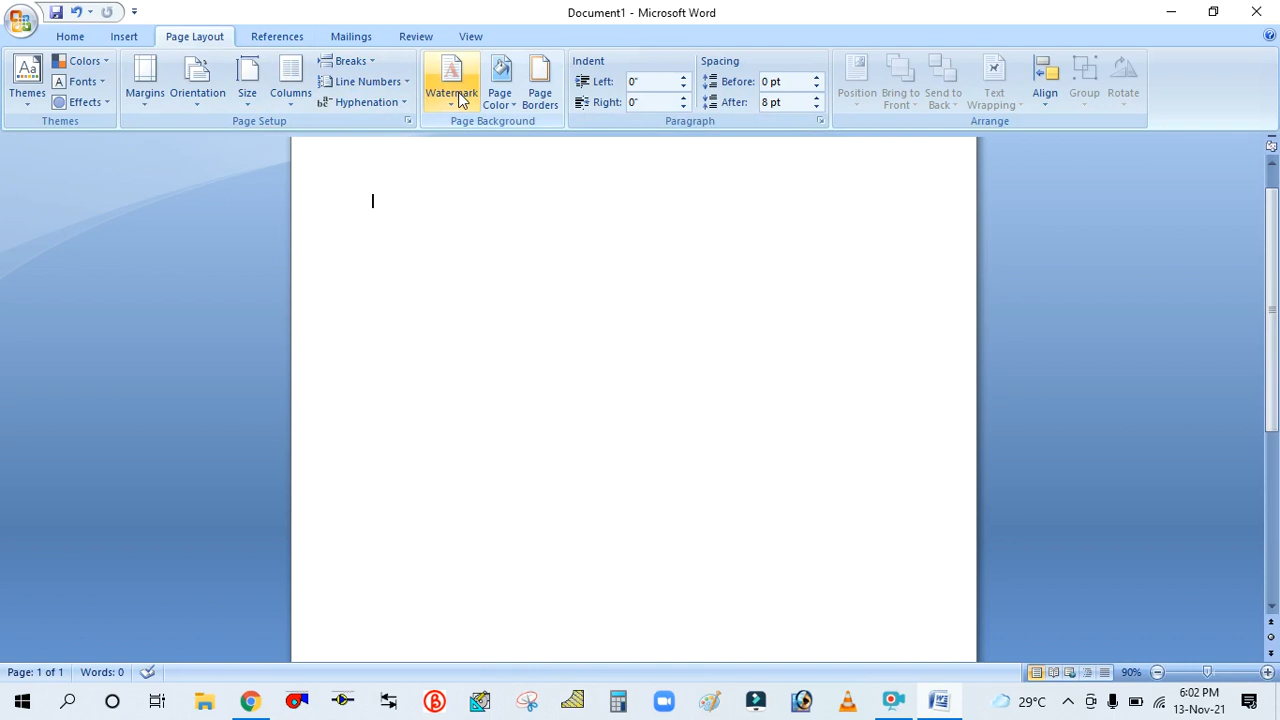 Document1 - Microsoft Word
Home Insert Page Layout References Mailings Review View
Themes
Colors
Fonts
Effects
Themes
Margins
Orientation
Size
Columns
Breaks
Line Numbers
Hyphenation
Page Setup
Watermark
Page Color
Page Borders
Page Background
Indent
Left: 0"
Right: 0"
Spacing
Before: 0 pt
After: 8 pt
Paragraph
Position
Bring to Front
Send to Back
Text Wrapping
Align
Group
Rotate
Arrange
Page: 1 of 1 Words: 0
90%
29°C
6:02 PM
13-Nov-21